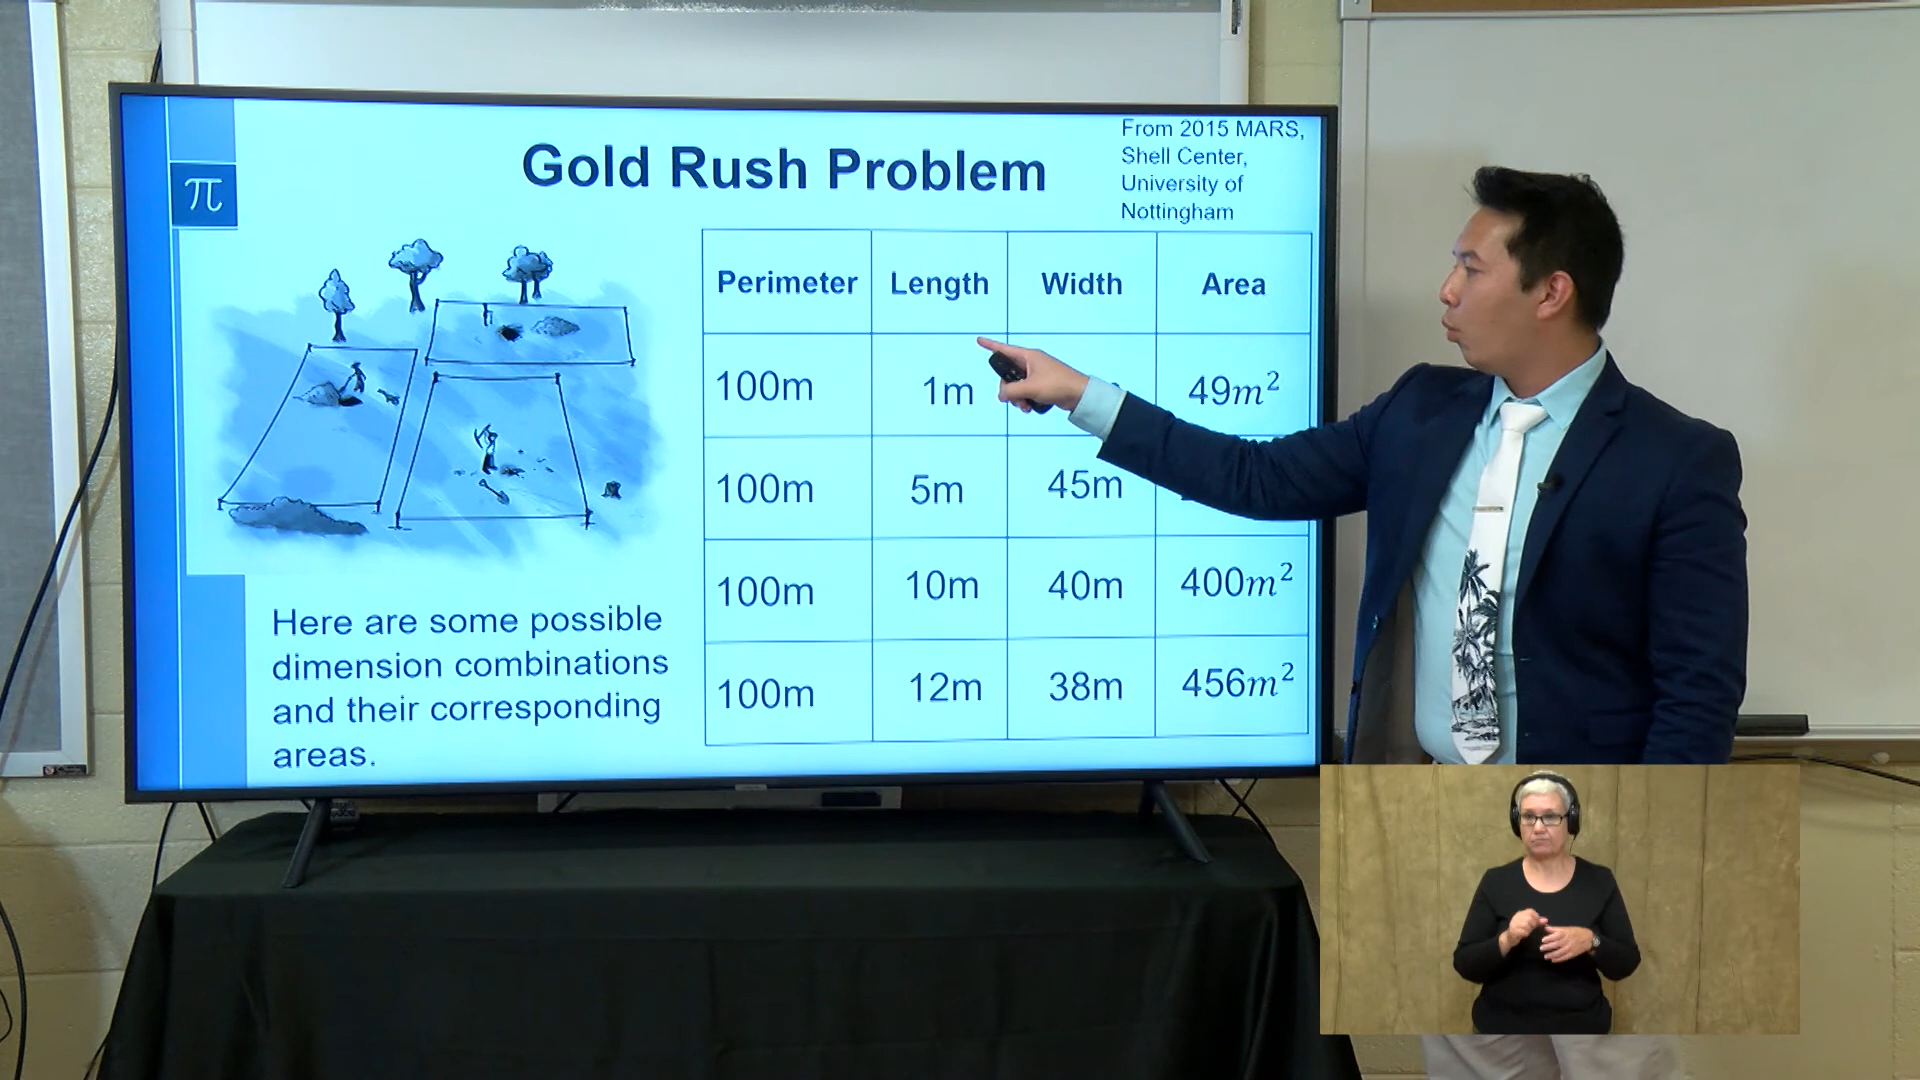 From 2015 MARS,
Shell Center,
University of
Nottingham
π
Gold Rush Problem
Perimeter Length Width Area
100m 1m 49m²
100m 5m 45m
100m 10m 40m 400m²
100m 12m 38m 456m²
Here are some possible
dimension combinations
and their corresponding
areas.